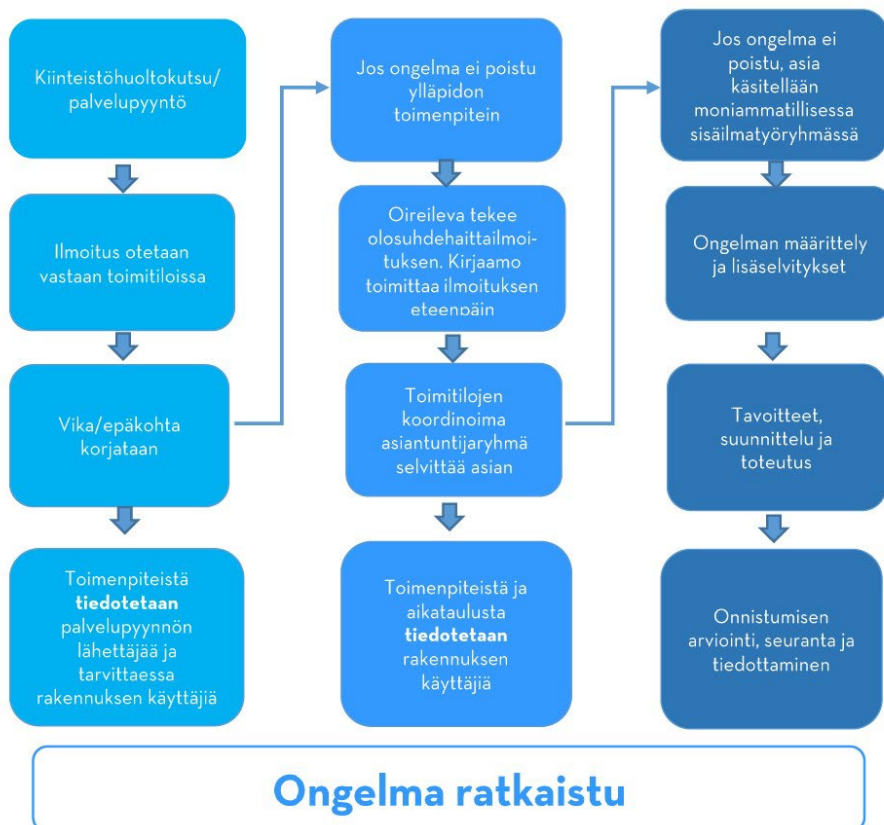 Kiinteistöhuoltokutsu/
palvelupyyntö
Ilmoitus otetaan
vastaan toimitiloissa
Vika/epäkohta
korjataan
Toimenpiteistä
tiedotetaan
palvelupyynnön
lähettäjää ja
tarvittaessa
rakennuksen käyttäjiä
Jos ongelma ei poistu
ylläpidon
toimenpitein
Oireileva tekee
olosuhdehaittailmoi-
tuksen. Kirjaamo
toimittaa ilmoituksen
eteenpäin
Toimitilojen
koordinoima
asiantuntijaryhmä
selvittää asian
Toimenpiteistä ja
aikataulusta
tiedotetaan
rakennuksen
käyttäjiä
Jos ongelma ei
poistu, asia
käsitellään
moniammatillisessa
sisäilmatyöryhmässä
Ongelman määrittely
ja lisäselvitykset
Tavoitteet,
suunnittelu ja
toteutus
Onnistumisen
arviointi, seuranta ja
tiedottaminen
Ongelma ratkaistu